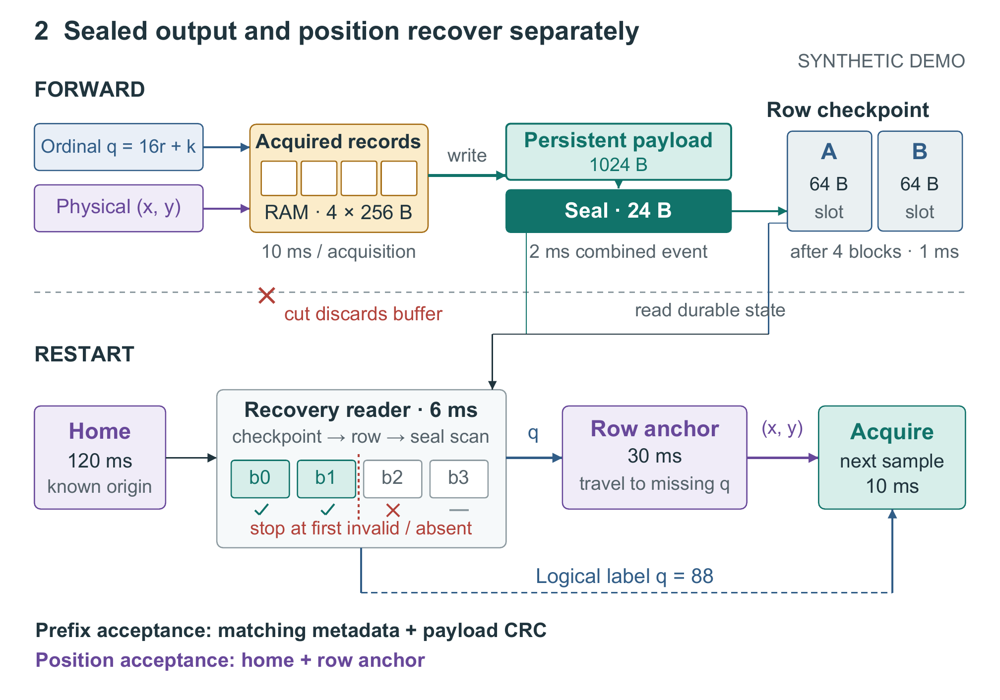 2 Sealed output and position recover separately
SYNTHETIC DEMO
FORWARD
Row checkpoint
Ordinal q = 16r + k
Physical (x, y)
Acquired records
RAM · 4 × 256 B
10 ms / acquisition
write
Persistent payload
1024 B
Seal · 24 B
2 ms combined event
A
64 B
slot
B
64 B
slot
after 4 blocks · 1 ms
cut discards buffer
read durable state
RESTART
Home
120 ms
known origin
Recovery reader · 6 ms
checkpoint → row → seal scan
b0 b1 b2 b3
stop at first invalid / absent
q
Row anchor
30 ms
travel to missing q
(x, y)
Acquire
next sample
10 ms
Logical label q = 88
Prefix acceptance: matching metadata + payload CRC
Position acceptance: home + row anchor